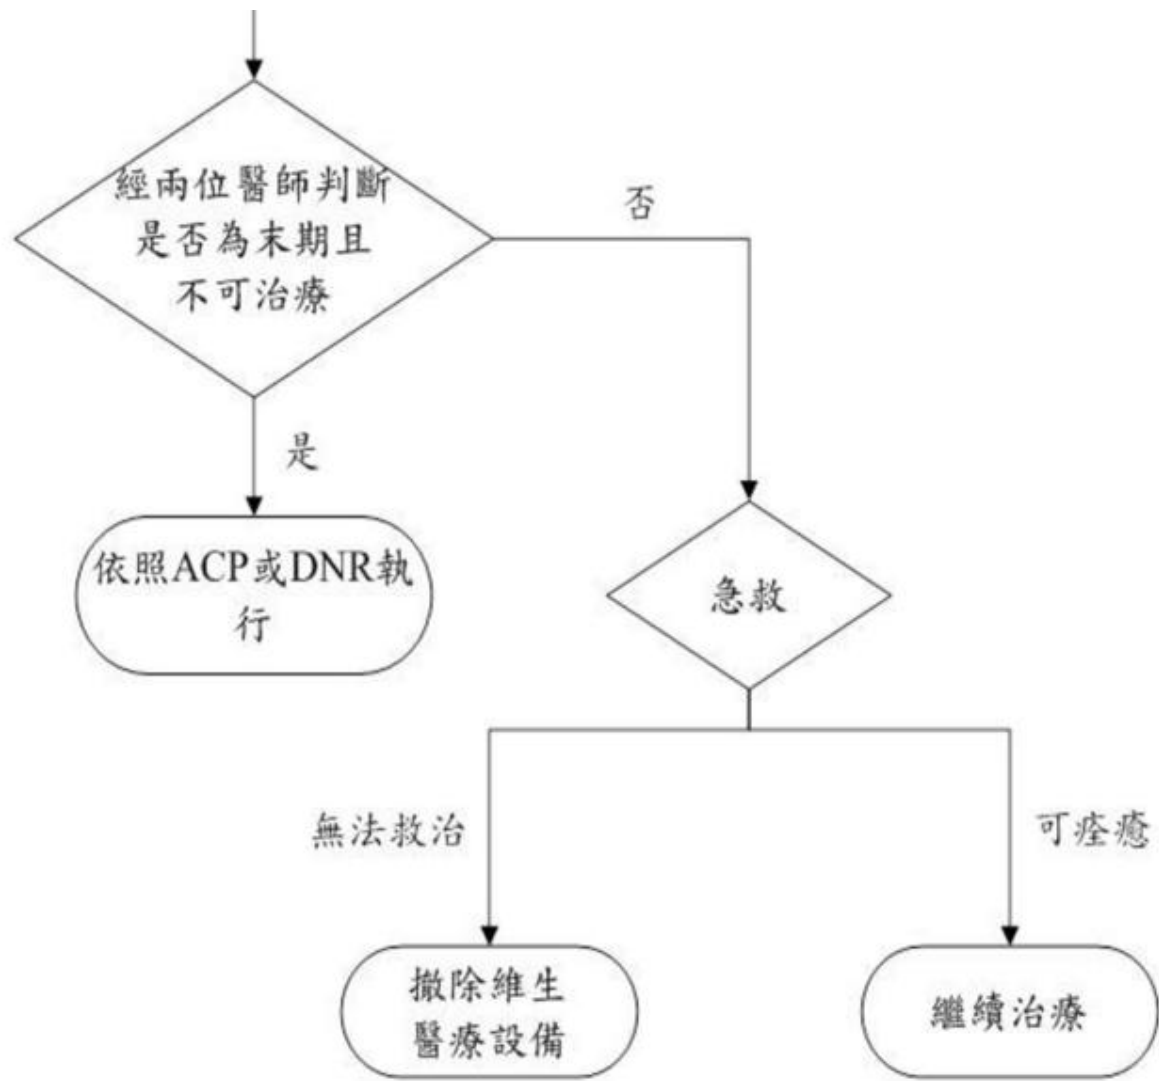 經兩位醫師判斷
是否為末期且
不可治療
否
是
依照ACP或DNR執
行
急救
無法救治
可痊癒
撤除維生
醫療設備
繼續治療